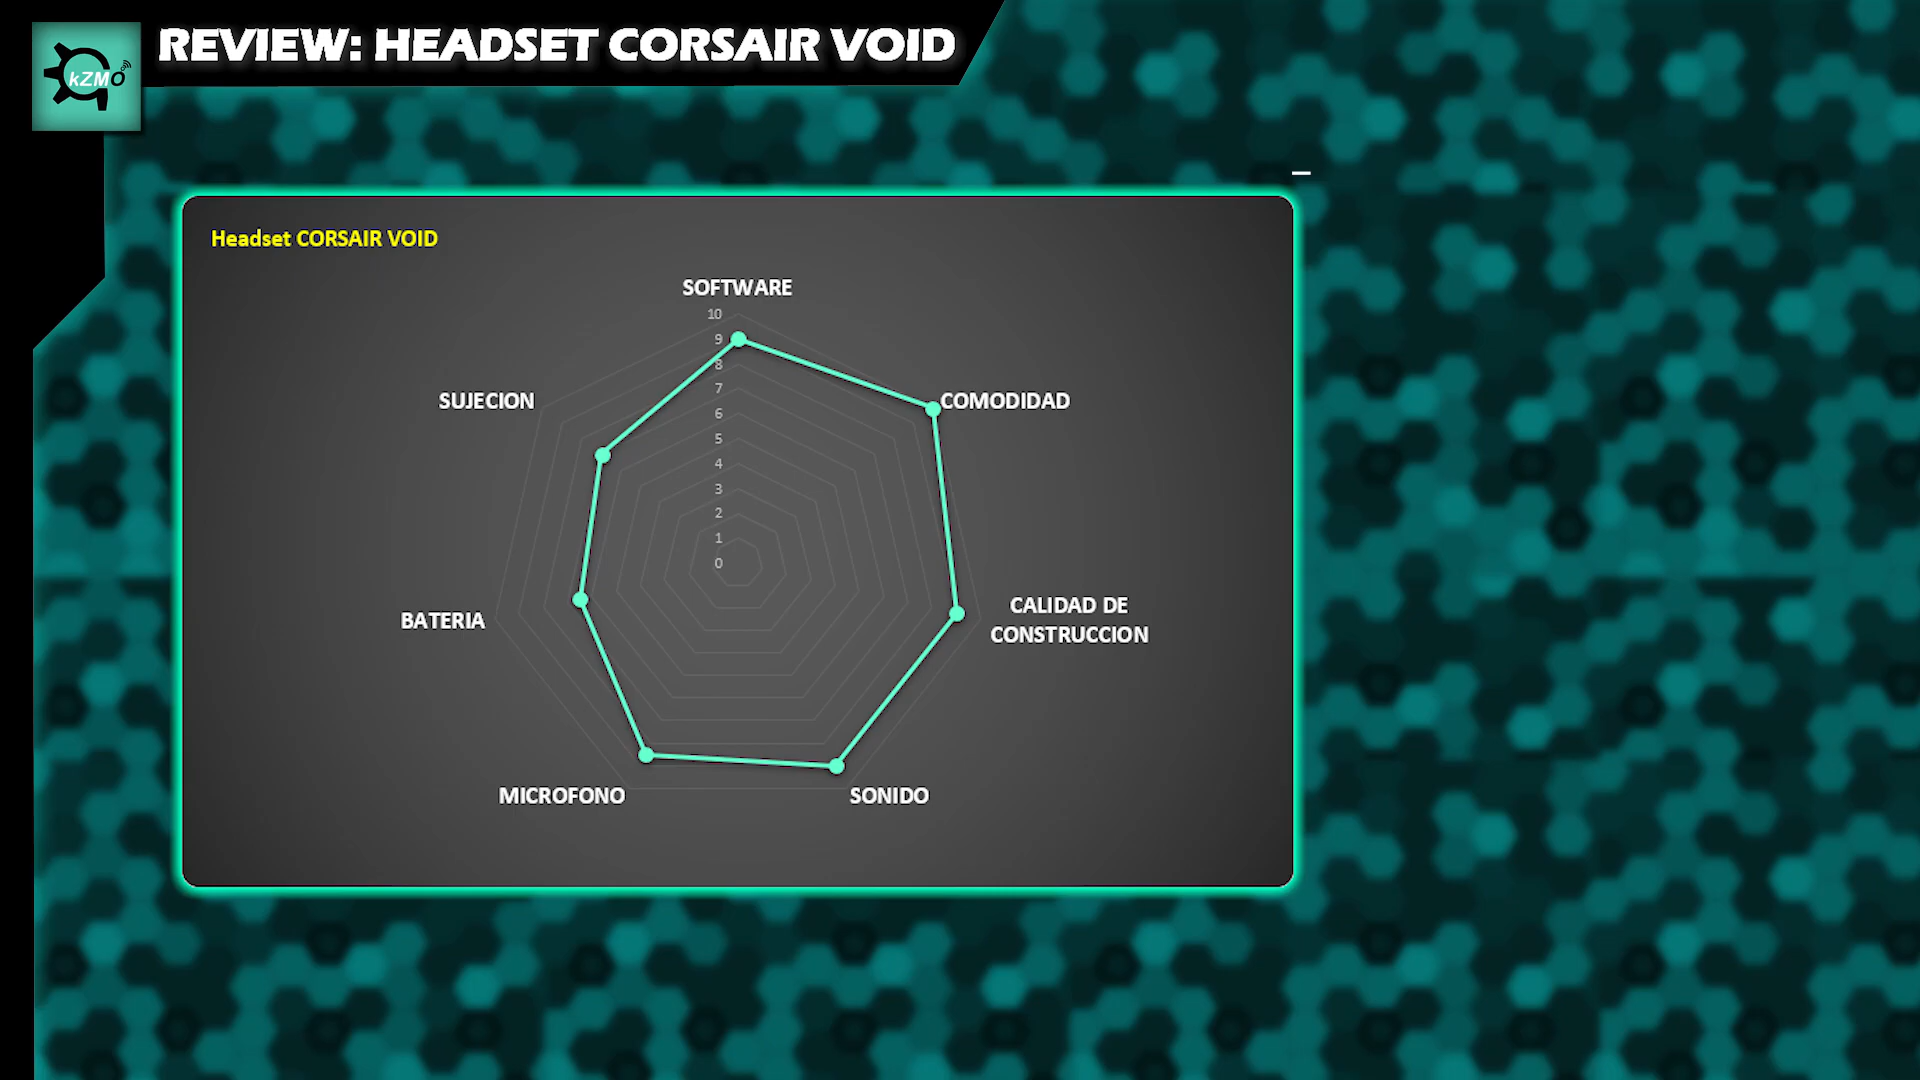 REVIEW: HEADSET CORSAIR VOID
kZMO
Headset CORSAIR VOID
SOFTWARE
10
9
8
7
6
5
4
3
2
1
0
SUJECION
COMODIDAD
BATERIA
CALIDAD DE
CONSTRUCCION
MICROFONO
SONIDO